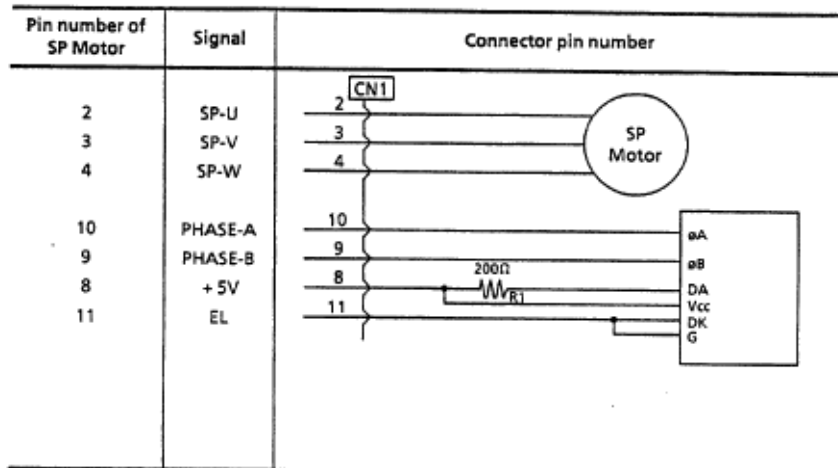 Pin number of SP Motor Signal Connector pin number
CN1
2 SP-U 2
3 SP-V 3
4 SP-W 4
SP
Motor
10 PHASE-A 10 øA
9 PHASE-B 9 øB
200Ω
8 +5V 8 R1 DA
Vcc
11 EL 11 DK
G